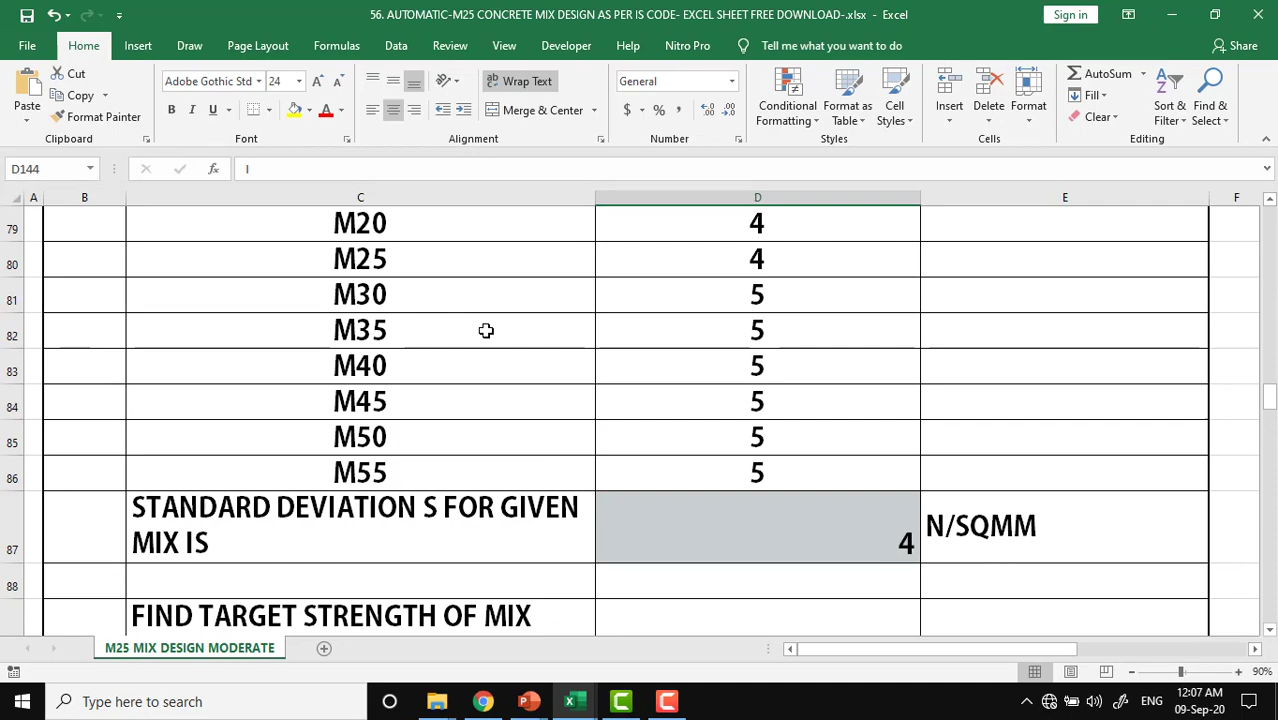 56. AUTOMATIC-M25 CONCRETE MIX DESIGN AS PER IS CODE- EXCEL SHEET FREE DOWNLOAD-.xlsx - Excel
Sign in
File Home Insert Draw Page Layout Formulas Data Review View Developer Help Nitro Pro Tell me what you want to do Share
Paste
Cut
Copy
Format Painter
Clipboard
Adobe Gothic Std 24
B I U
Font
Wrap Text
Merge & Center
Alignment
General
$ %
Number
Conditional Formatting
Format as Table
Cell Styles
Styles
Insert
Delete
Format
Cells
AutoSum
Fill
Clear
Sort & Filter
Find & Select
Editing
D144 fx I
A B C D E F
79 M20 4
80 M25 4
81 M30 5
82 M35 5
83 M40 5
84 M45 5
85 M50 5
86 M55 5
STANDARD DEVIATION S FOR GIVEN
87 MIX IS 4 N/SQMM
88
FIND TARGET STRENGTH OF MIX
M25 MIX DESIGN MODERATE
90%
Type here to search
ENG
12:07 AM
09-Sep-20